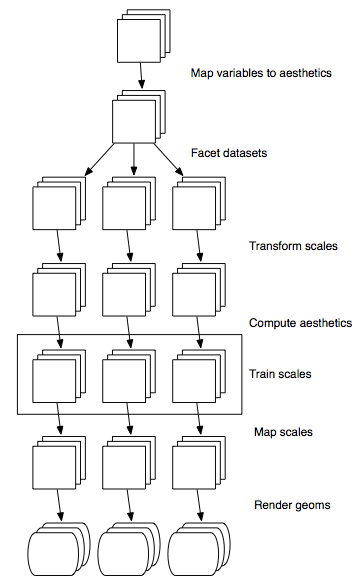 Map variables to aesthetics
Facet datasets
Transform scales
Compute aesthetics
Train scales
Map scales
Render geoms